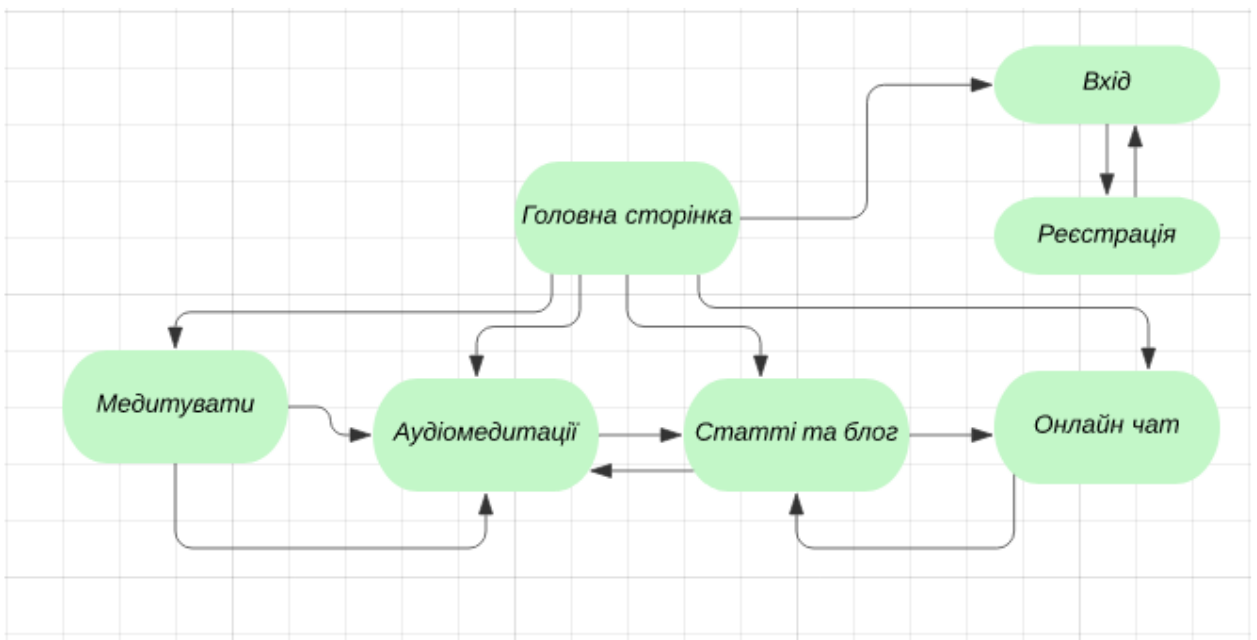 Вхід
Головна сторінка
Реєстрація
Медитувати
Аудіомедитації
Статті та блог
Онлайн чат